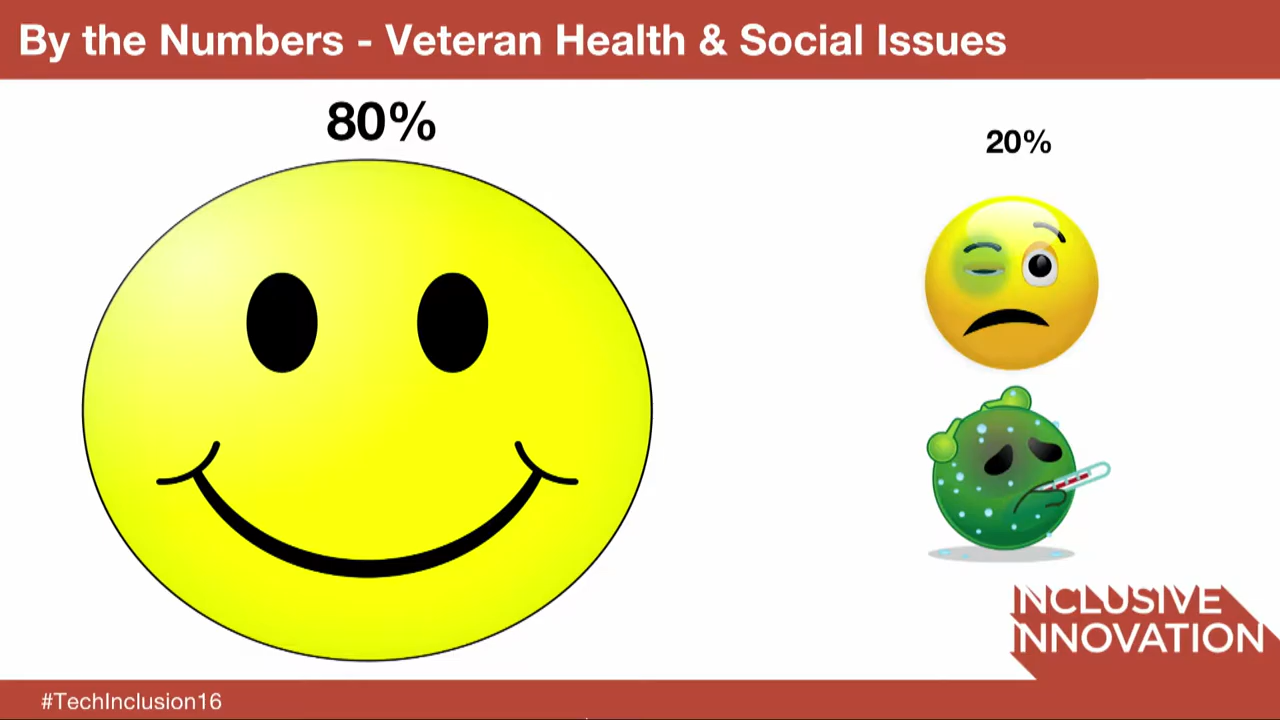 By the Numbers - Veteran Health & Social Issues
80%
20%
INCLUSIVE
INNOVATION
#TechInclusion16